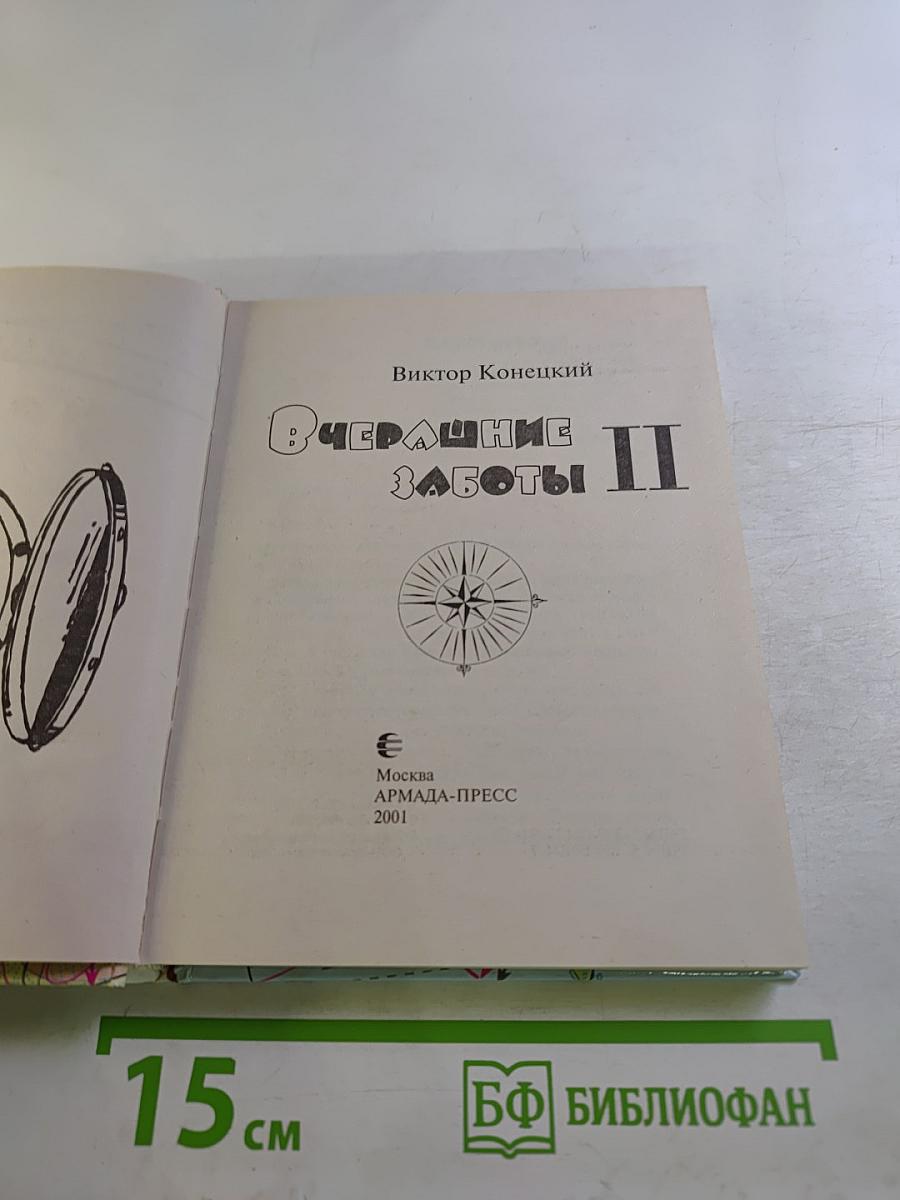 Виктор Конецкий
Вчерашние
заботы II
Москва
АРМАДА-ПРЕСС
2001
15 см
БФ БИБЛИОФАН